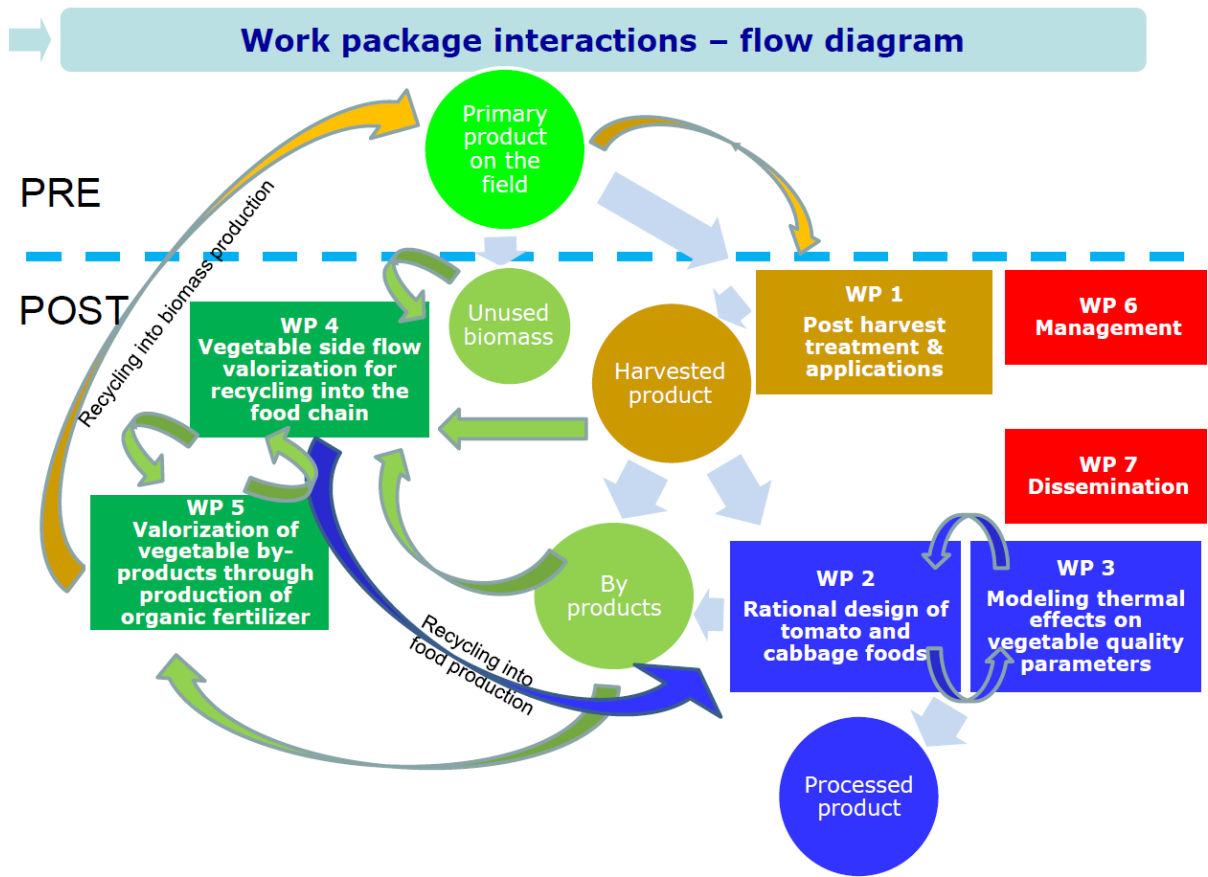 Work package interactions – flow diagram
Primary
product
on the
field
PRE
Recycling into biomass production
POST
Unused
biomass
WP 1
Post harvest
treatment &
applications
WP 6
Management
WP 4
Vegetable side flow
valorization for
recycling into the
food chain
Harvested
product
WP 7
Dissemination
WP 5
Valorization of
vegetable by-
products through
production of
organic fertilizer
By
products
WP 2
Rational design of
tomato and
cabbage foods
WP 3
Modeling thermal
effects on
vegetable quality
parameters
Recycling into
food production
Processed
product